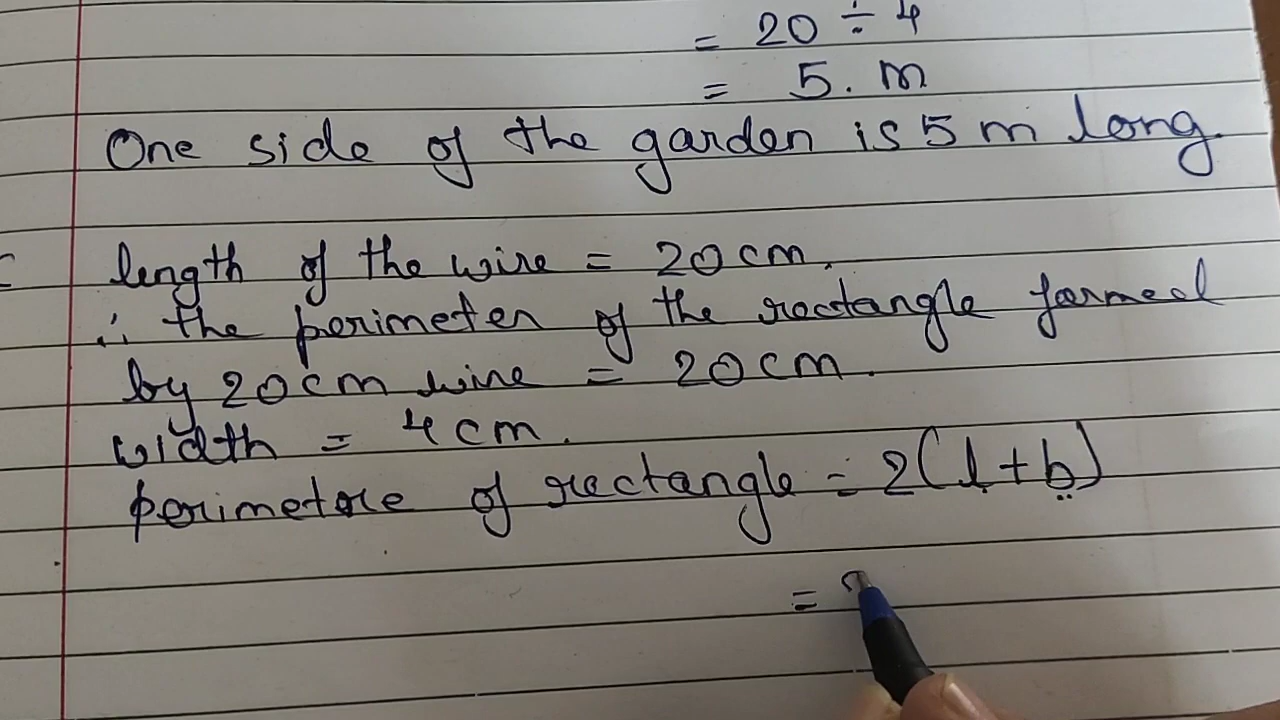 = 20 ÷ 4
= 5. m
One side of the garden is 5 m long.
length of the wire = 20 cm.
∴ the perimeter of the rectangle formed
by 20 cm wire = 20 cm.
width = 4 cm.
perimetore of rectangle = 2(l+b)
=